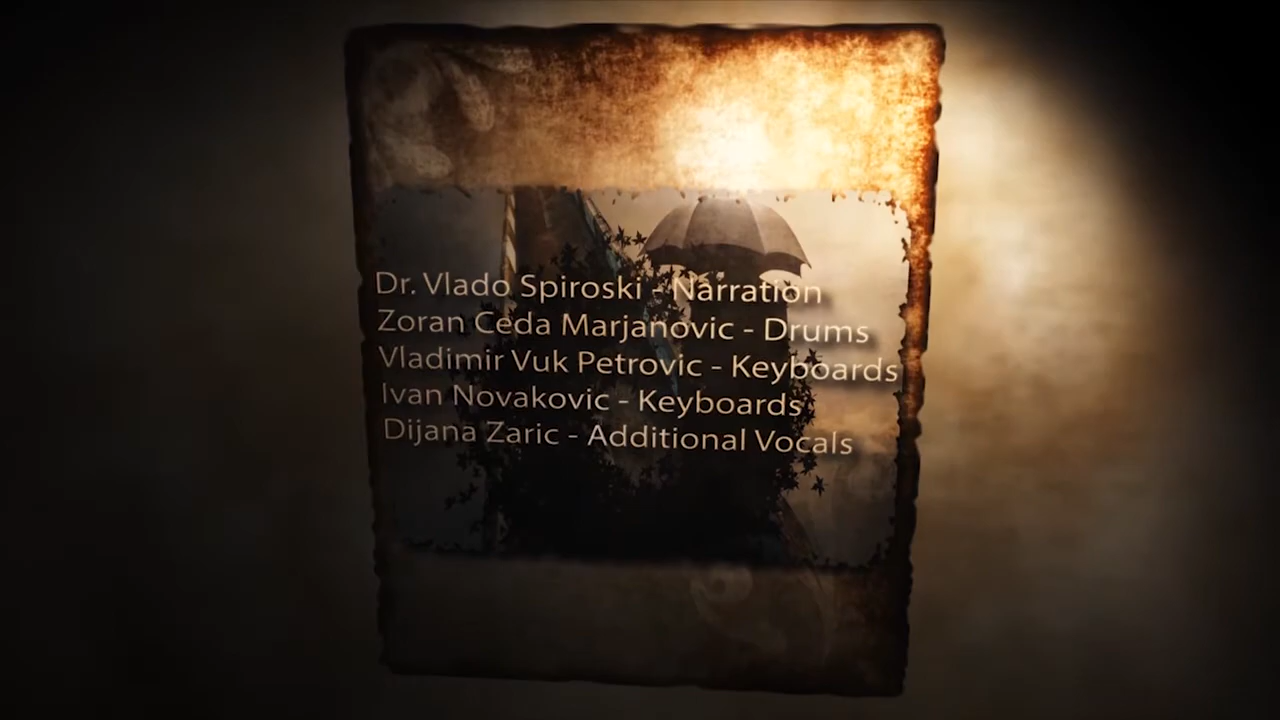 Dr. Vlado Spiroski - Narration
Zoran Ceda Marjanovic - Drums
Vladimir Vuk Petrovic - Keyboards
Ivan Novakovic - Keyboards
Dijana Zaric - Additional Vocals